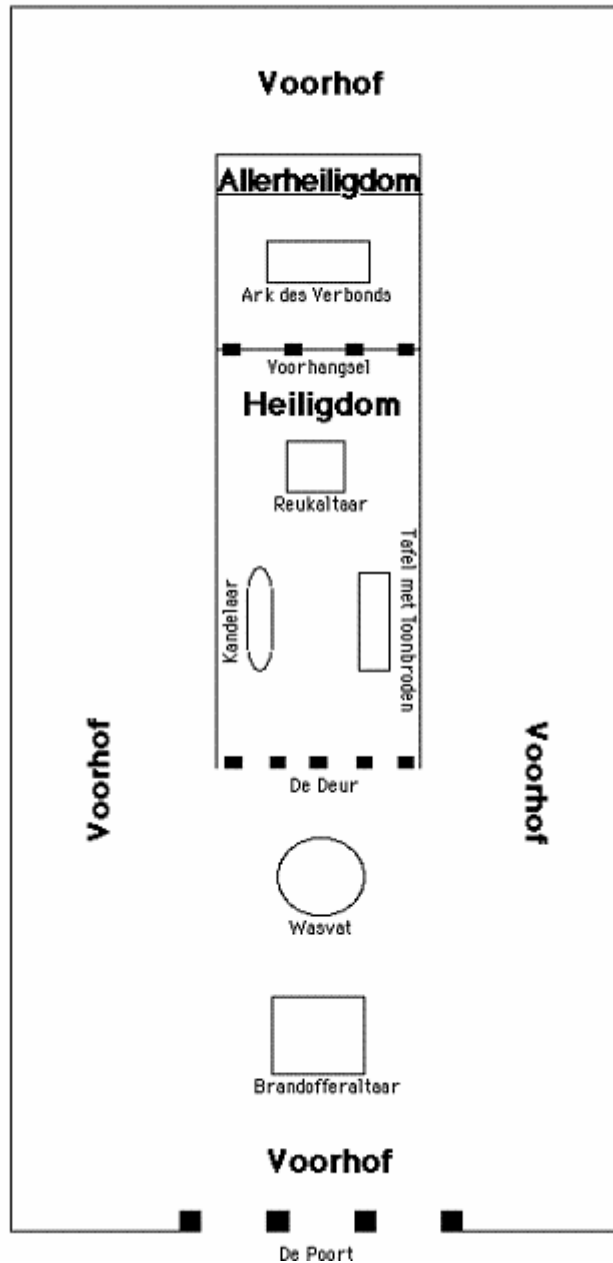 Voorhof
Allerheiligdom
Ark des Verbonds
Voorhangsel
Heiligdom
Reukaltaar
Kandelaar
Tafel met Toonbroden
Voorhof
Voorhof
De Deur
Wasvat
Brandofferaltaar
Voorhof
De Poort